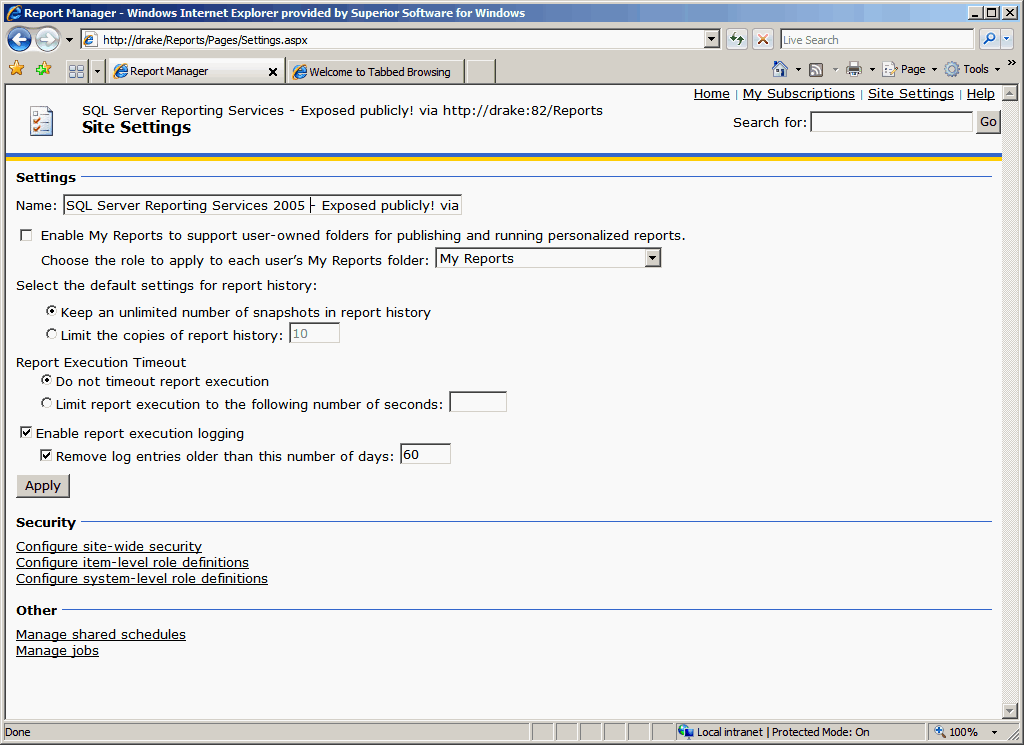 Report Manager - Windows Internet Explorer provided by Superior Software for Windows
http://drake/Reports/Pages/Settings.aspx
Live Search
Report Manager
Welcome to Tabbed Browsing
Page
Tools
Home | My Subscriptions | Site Settings | Help
SQL Server Reporting Services - Exposed publicly! via http://drake:82/Reports
Site Settings
Search for:
Go
Settings
Name: SQL Server Reporting Services 2005 - Exposed publicly! via
Enable My Reports to support user-owned folders for publishing and running personalized reports.
Choose the role to apply to each user's My Reports folder: My Reports
Select the default settings for report history:
Keep an unlimited number of snapshots in report history
Limit the copies of report history: 10
Report Execution Timeout
Do not timeout report execution
Limit report execution to the following number of seconds:
Enable report execution logging
Remove log entries older than this number of days: 60
Apply
Security
Configure site-wide security
Configure item-level role definitions
Configure system-level role definitions
Other
Manage shared schedules
Manage jobs
Done
Local intranet | Protected Mode: On
100%